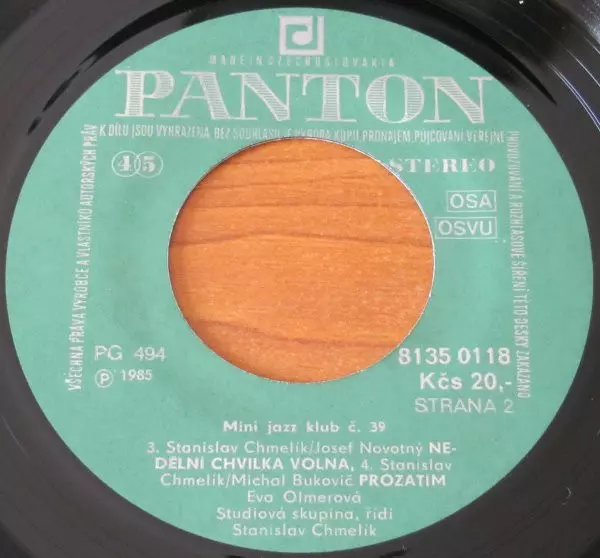 MADE IN CZECHOSLOVAKIA
PANTON
VŠECHNA PRÁVA VÝROBCE A VLASTNÍKŮ AUTORSKÝCH PRÁV K DÍLU JSOU VYHRAZENA. BEZ SOUHLASU JE VÝROBA KOPIÍ, PRONÁJEM, PŮJČOVÁNÍ, VEŘEJNÉ PROVOZOVÁNÍ A ROZHLASOVÉ ŠÍŘENÍ TÉTO DESKY ZAKÁZÁNO
45
STEREO
OSA
OSVU
PG 494
Ⓟ 1985
8135 0118
Kčs 20,-
STRANA 2
Mini jazz klub č. 39
3. Stanislav Chmelík/Josef Novotný NE-
DĚLNÍ CHVILKA VOLNA, 4. Stanislav
Chmelík/Michal Bukovič PROZATÍM
Eva Olmerová
Studiová skupina, řídí
Stanislav Chmelík